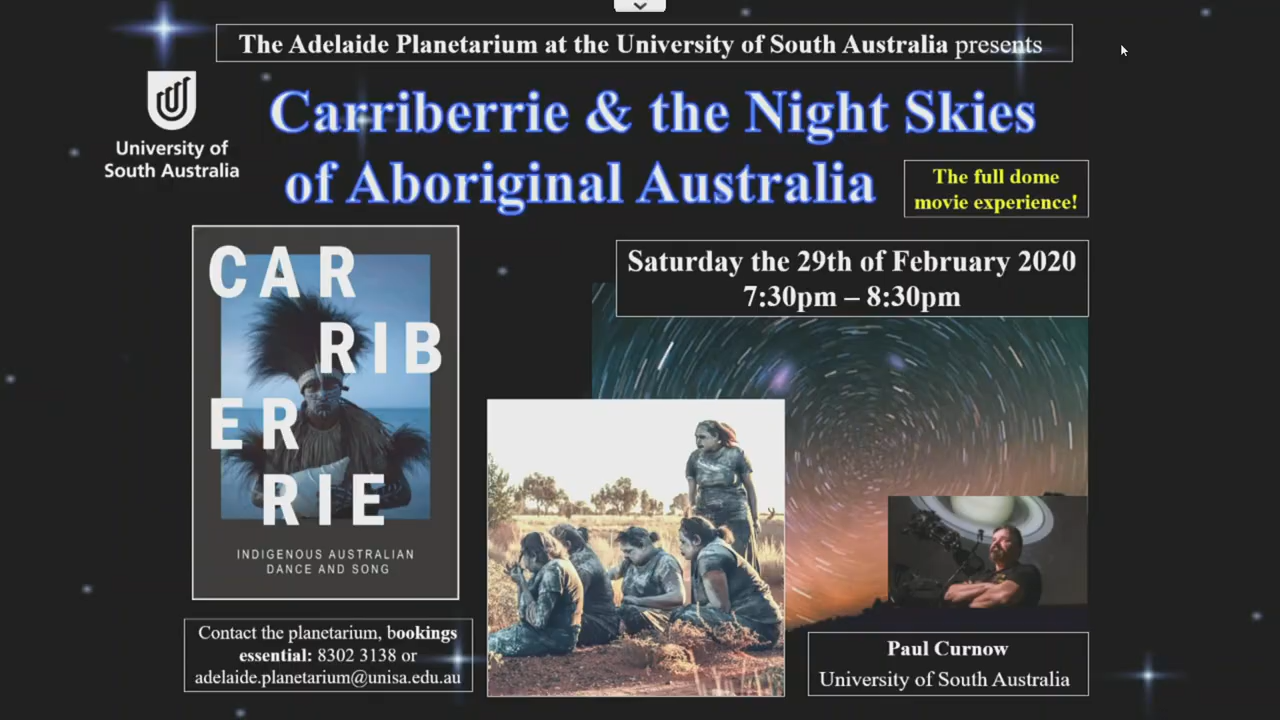 The Adelaide Planetarium at the University of South Australia presents
University of
South Australia
Carriberrie & the Night Skies
of Aboriginal Australia
The full dome
movie experience!
Saturday the 29th of February 2020
7:30pm – 8:30pm
CAR
RIB
ER
RIE
INDIGENOUS AUSTRALIAN
DANCE AND SONG
Contact the planetarium, bookings
essential: 8302 3138 or
adelaide.planetarium@unisa.edu.au
Paul Curnow
University of South Australia